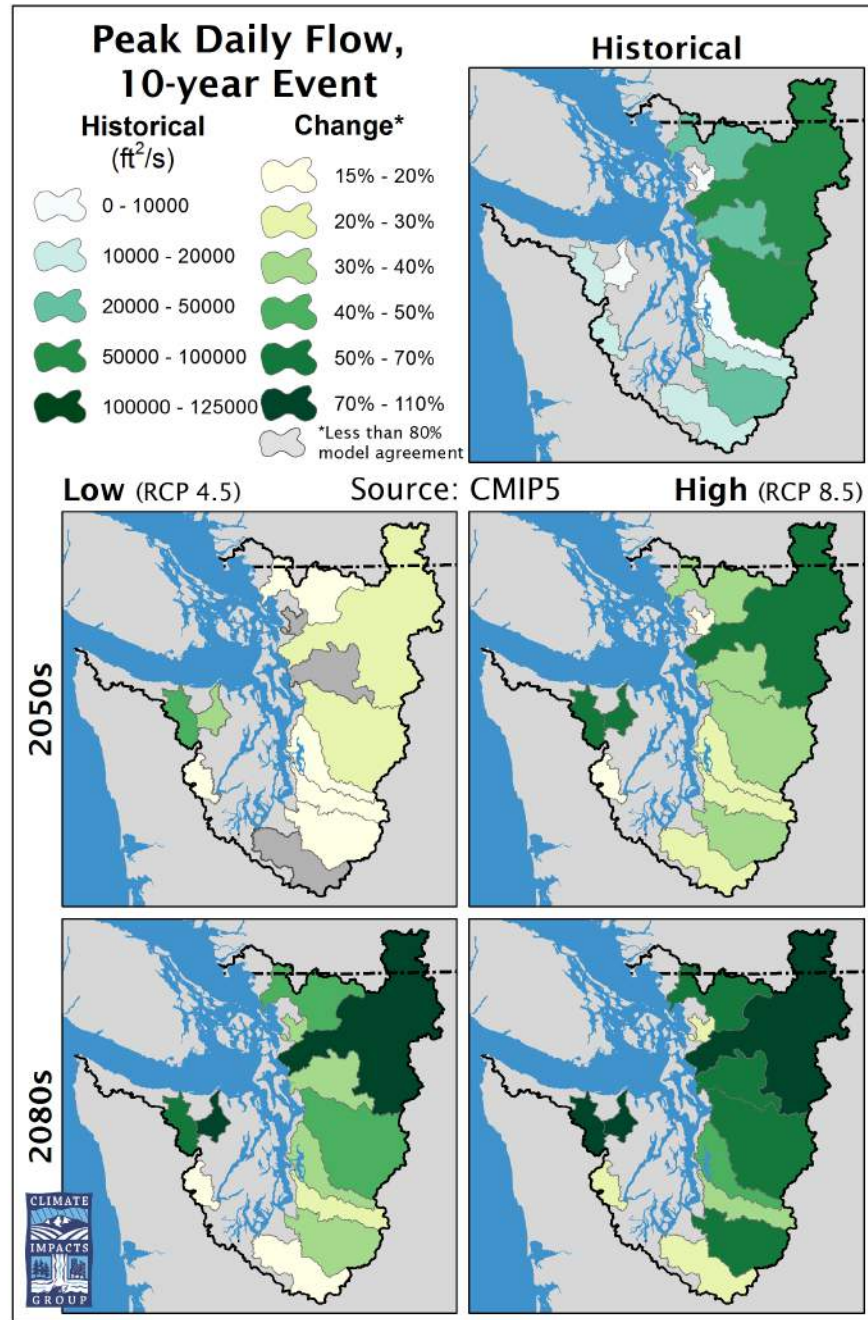 Peak Daily Flow,
10-year Event
Historical
(ft²/s)
0 - 10000
10000 - 20000
20000 - 50000
50000 - 100000
100000 - 125000
Change*
15% - 20%
20% - 30%
30% - 40%
40% - 50%
50% - 70%
70% - 110%
*Less than 80%
model agreement
Historical
Low (RCP 4.5)
Source: CMIP5
High (RCP 8.5)
2050s
2080s
CLIMATE
IMPACTS
GROUP